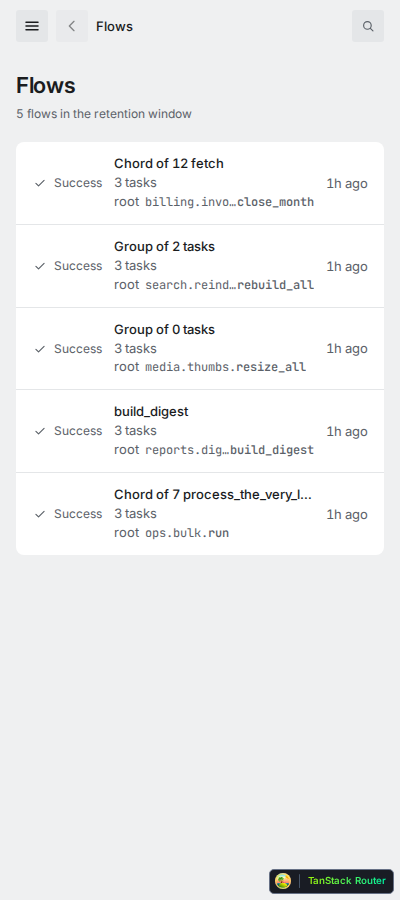 Flows
Flows
5 flows in the retention window
Success
Chord of 12 fetch
3 tasks
root billing.invo…close_month
1h ago
Success
Group of 2 tasks
3 tasks
root search.reind…rebuild_all
1h ago
Success
Group of 0 tasks
3 tasks
root media.thumbs.resize_all
1h ago
Success
build_digest
3 tasks
root reports.dig…build_digest
1h ago
Success
Chord of 7 process_the_very_l…
3 tasks
root ops.bulk.run
1h ago
TanStack Router